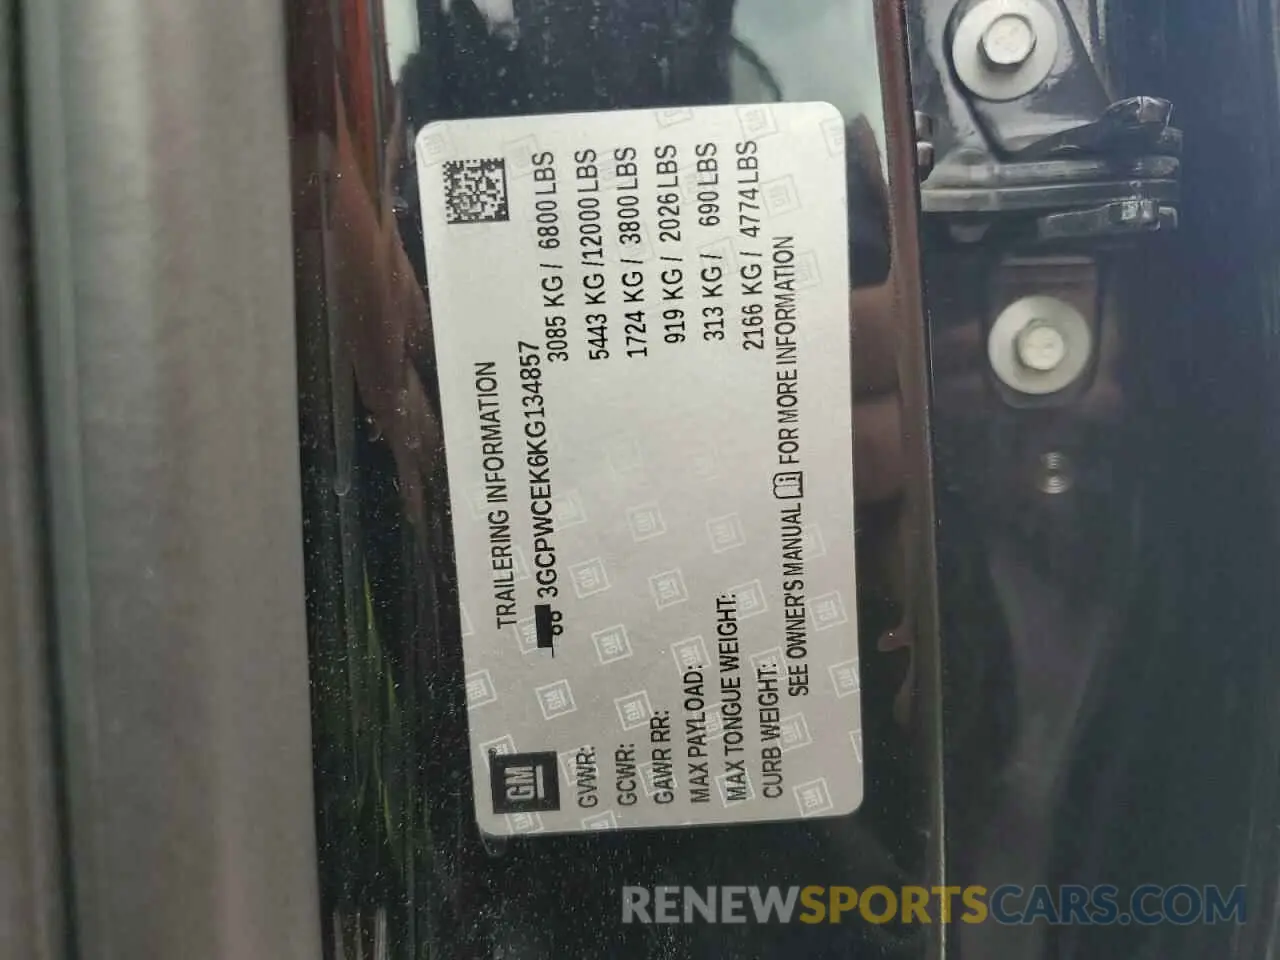 GM
TRAILERING INFORMATION
3GCPWCEK6KG134857
GVWR: 3085 KG / 6800 LBS
GCWR: 5443 KG /12000 LBS
GAWR RR: 1724 KG / 3800 LBS
MAX PAYLOAD: 919 KG / 2026 LBS
MAX TONGUE WEIGHT: 313 KG / 690 LBS
CURB WEIGHT: 2166 KG / 4774 LBS
SEE OWNER'S MANUAL FOR MORE INFORMATION
RENEWSPORTSCARS.COM